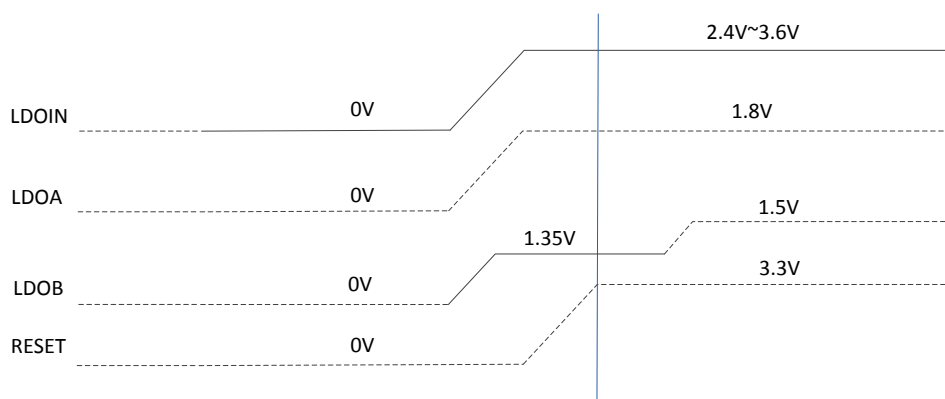 2.4V~3.6V
LDOIN 0V
1.8V
LDOA 0V
1.5V
1.35V
3.3V
LDOB 0V
RESET 0V